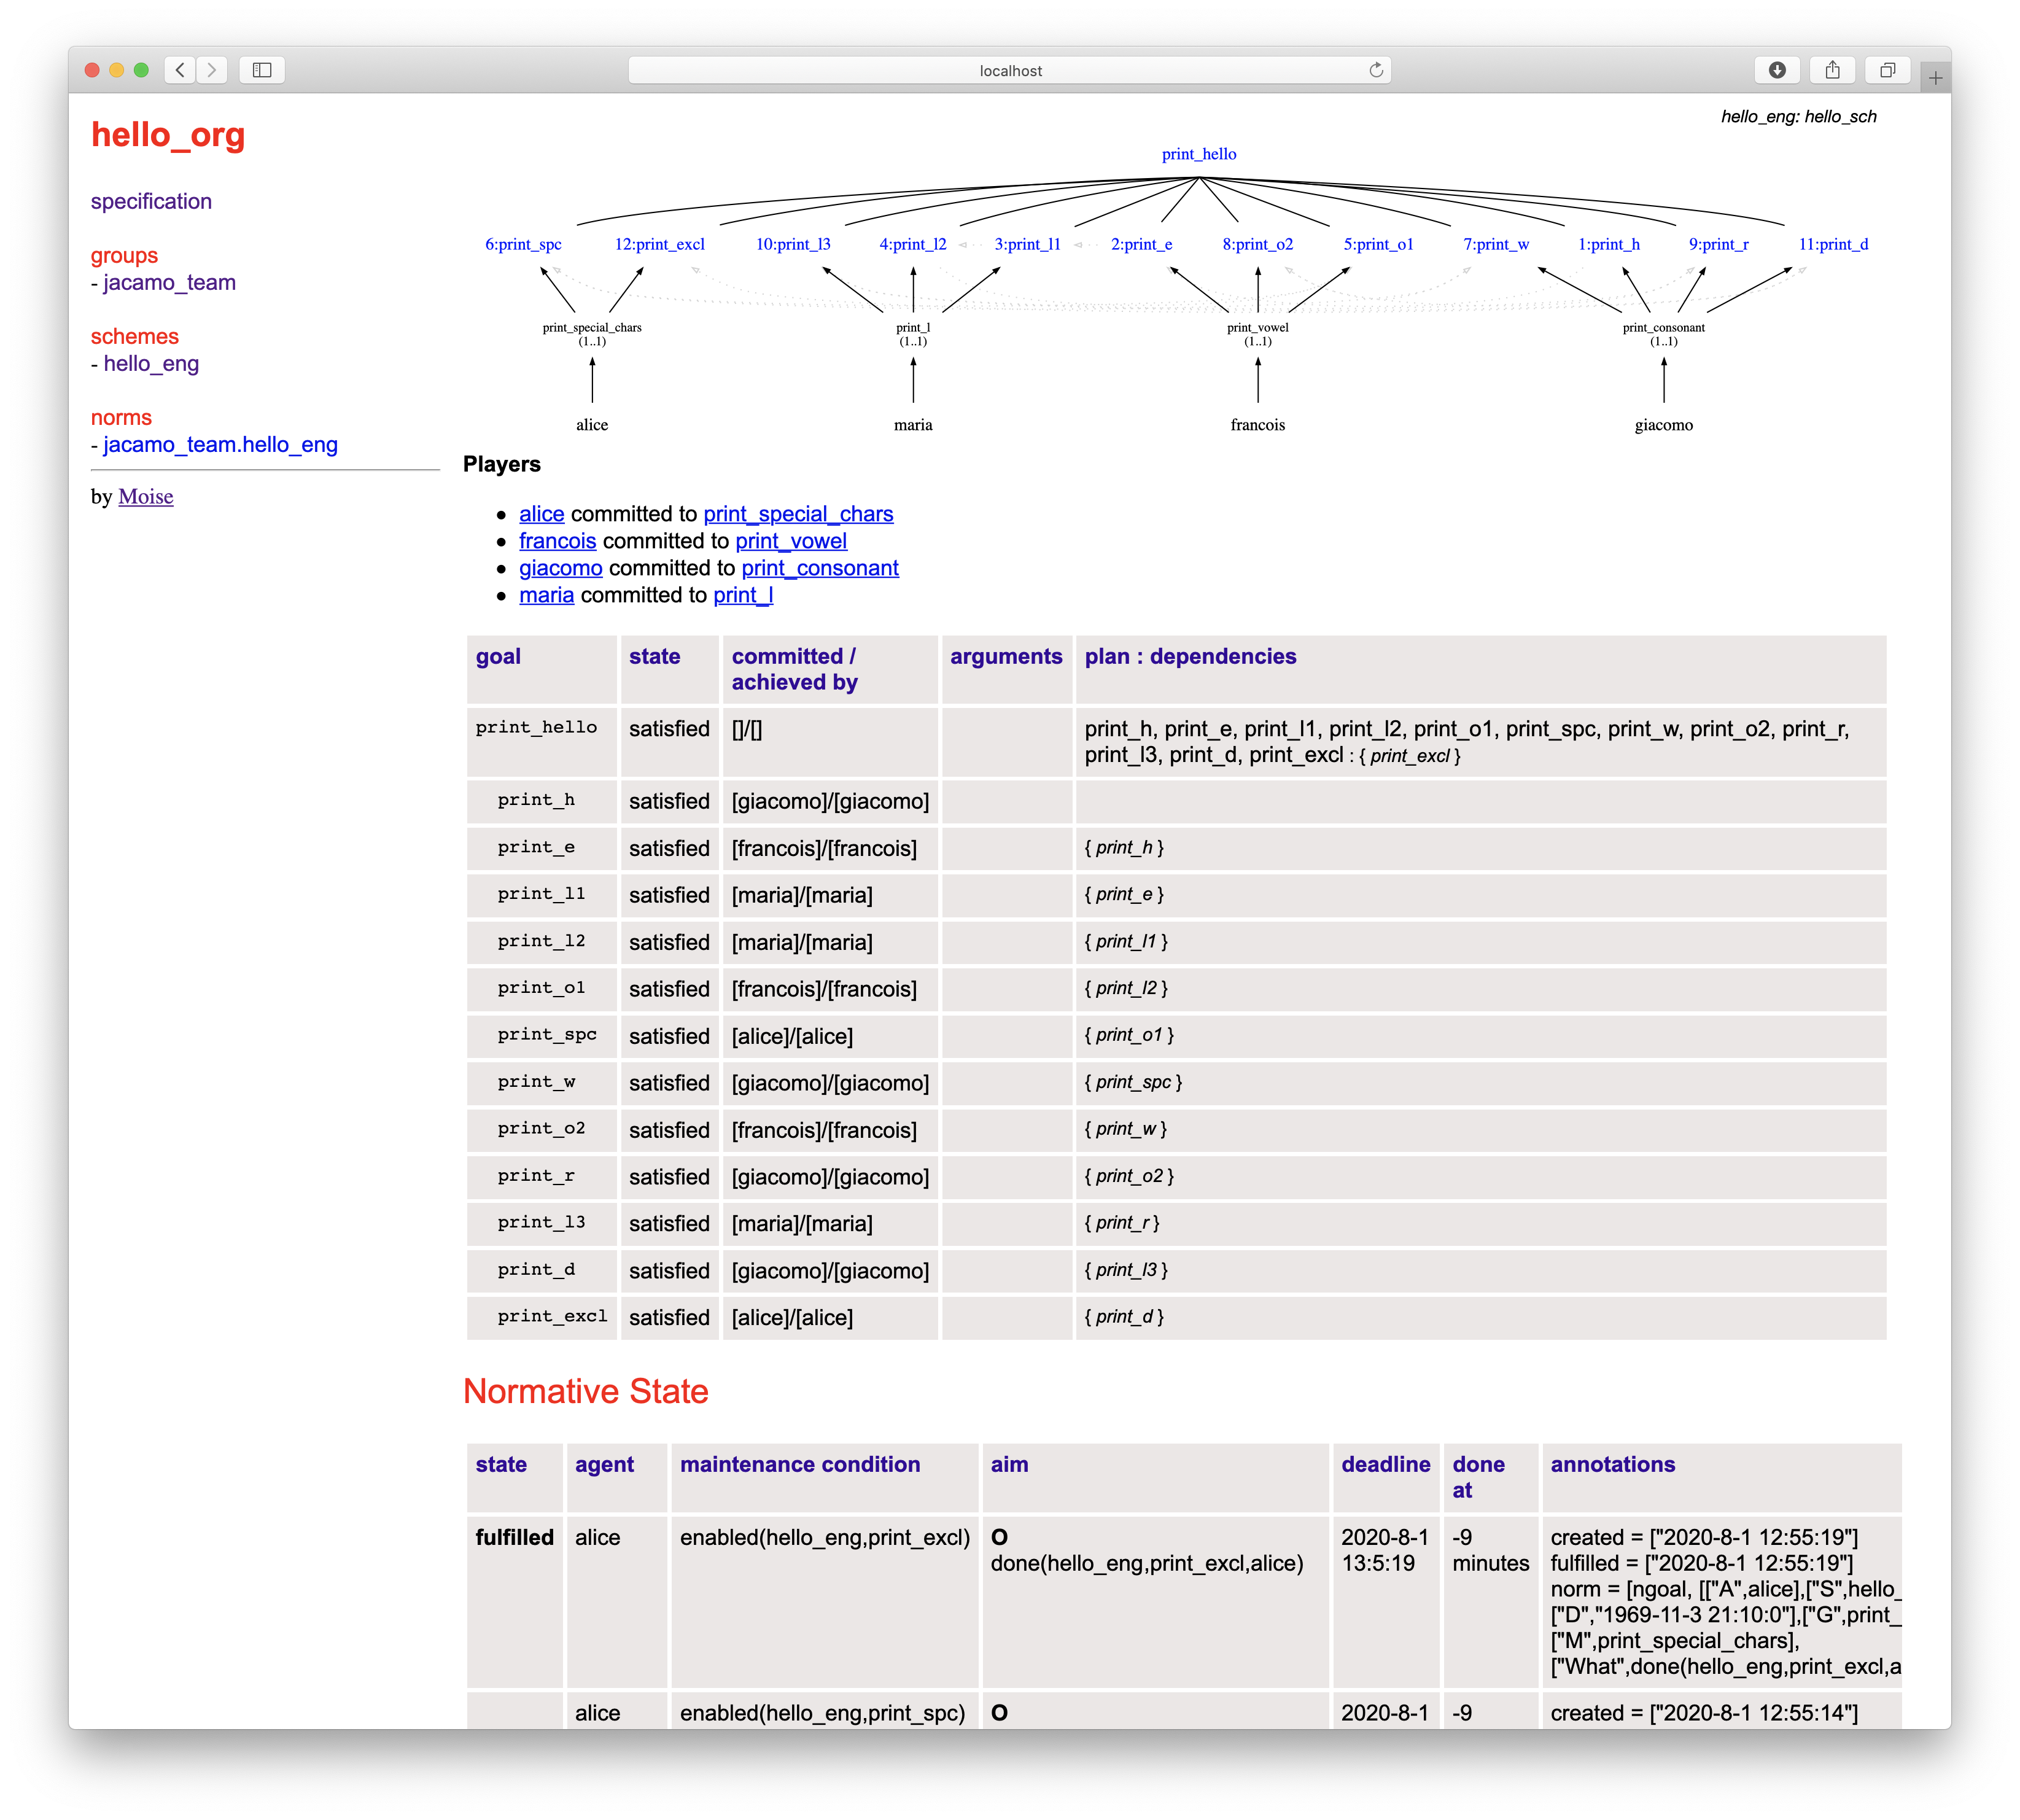 localhost
hello_org
specification
groups
- jacamo_team
schemes
- hello_eng
norms
- jacamo_team.hello_eng
by Moise
hello_eng: hello_sch
print_hello
6:print_spc 12:print_excl 10:print_l3 4:print_l2 3:print_l1 2:print_e 8:print_o2 5:print_o1 7:print_w 1:print_h 9:print_r 11:print_d
print_special_chars print_l print_vowel print_consonant
(1..1) (1..1) (1..1) (1..1)
alice maria francois giacomo
Players
• alice committed to print_special_chars
• francois committed to print_vowel
• giacomo committed to print_consonant
• maria committed to print_l
goal state committed / arguments plan : dependencies
achieved by
print_hello satisfied []/[] print_h, print_e, print_l1, print_l2, print_o1, print_spc, print_w, print_o2, print_r,
print_l3, print_d, print_excl : { print_excl }
print_h satisfied [giacomo]/[giacomo]
print_e satisfied [francois]/[francois] { print_h }
print_l1 satisfied [maria]/[maria] { print_e }
print_l2 satisfied [maria]/[maria] { print_l1 }
print_o1 satisfied [francois]/[francois] { print_l2 }
print_spc satisfied [alice]/[alice] { print_o1 }
print_w satisfied [giacomo]/[giacomo] { print_spc }
print_o2 satisfied [francois]/[francois] { print_w }
print_r satisfied [giacomo]/[giacomo] { print_o2 }
print_l3 satisfied [maria]/[maria] { print_r }
print_d satisfied [giacomo]/[giacomo] { print_l3 }
print_excl satisfied [alice]/[alice] { print_d }
Normative State
state agent maintenance condition aim deadline done annotations
at
fulfilled alice enabled(hello_eng,print_excl) O 2020-8-1 -9 created = ["2020-8-1 12:55:19"]
done(hello_eng,print_excl,alice) 13:5:19 minutes fulfilled = ["2020-8-1 12:55:19"]
norm = [ngoal, [["A",alice],["S",hello_
["D","1969-11-3 21:10:0"],["G",print_
["M",print_special_chars],
["What",done(hello_eng,print_excl,a
alice enabled(hello_eng,print_spc) O 2020-8-1 -9 created = ["2020-8-1 12:55:14"]